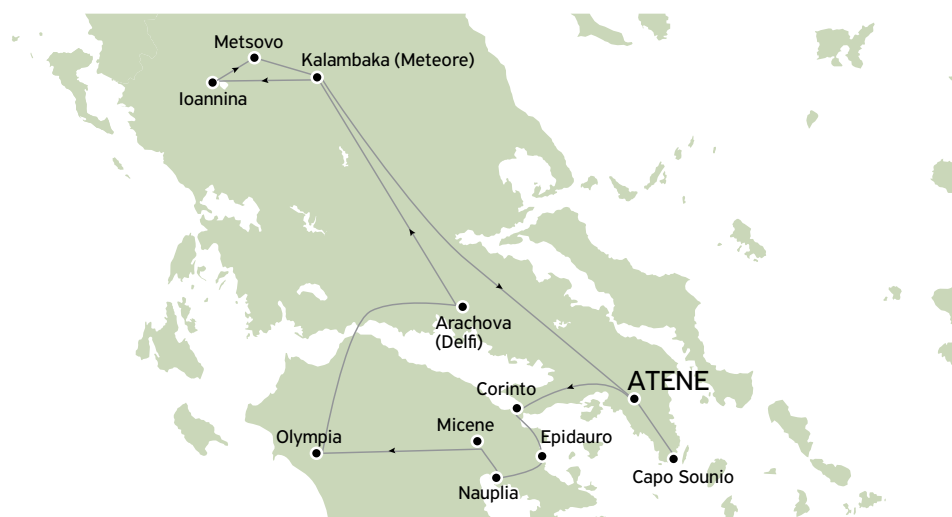 Metsovo
Kalambaka (Meteore)
Ioannina
Arachova
(Delfi)
ATENE
Corinto
Micene
Olympia
Epidauro
Capo Sounio
Nauplia